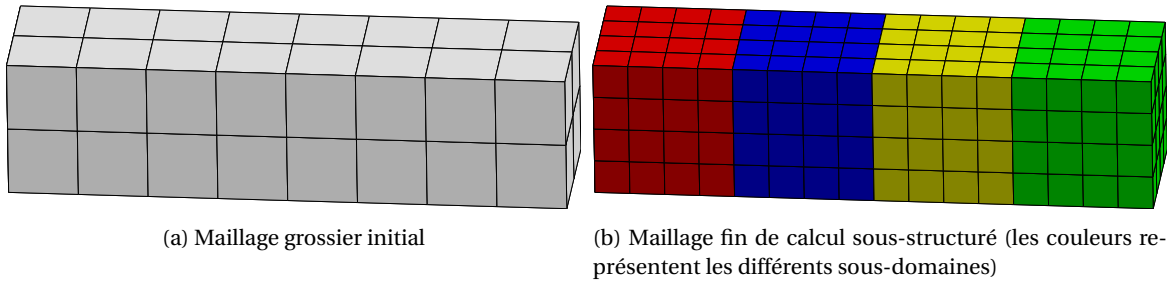 (a) Maillage grossier initial
(b) Maillage fin de calcul sous-structuré (les couleurs re-
présentent les différents sous-domaines)